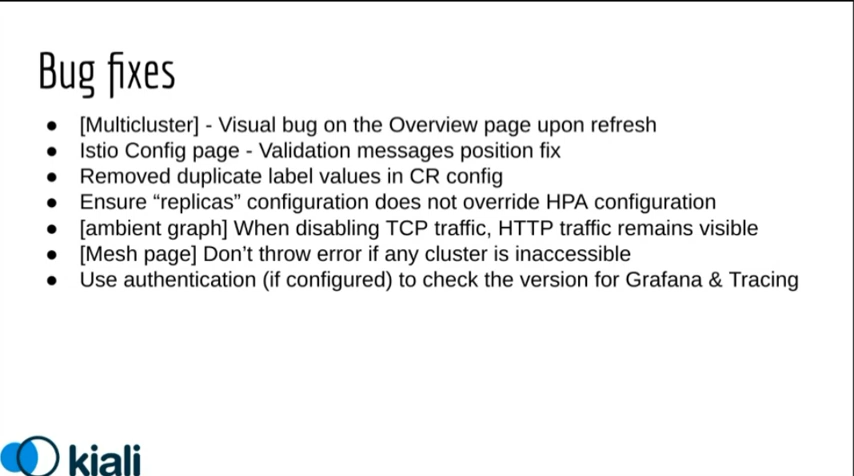 Bug fixes
● [Multicluster] - Visual bug on the Overview page upon refresh
● Istio Config page - Validation messages position fix
● Removed duplicate label values in CR config
● Ensure “replicas” configuration does not override HPA configuration
● [ambient graph] When disabling TCP traffic, HTTP traffic remains visible
● [Mesh page] Don’t throw error if any cluster is inaccessible
● Use authentication (if configured) to check the version for Grafana & Tracing
kiali